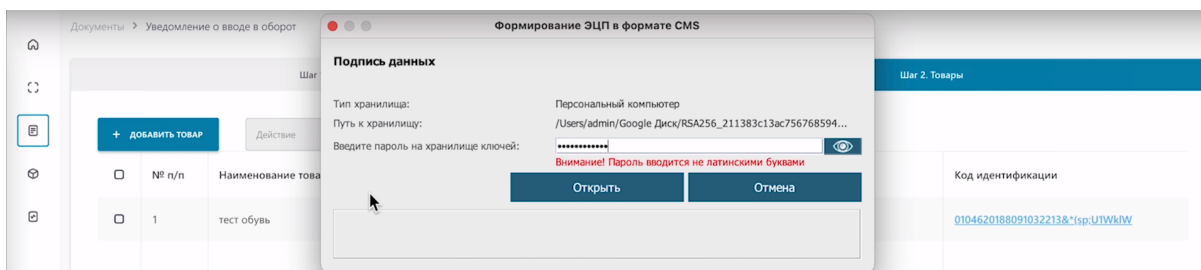 Документы > Уведомление о вводе в оборот
Формирование ЭЦП в формате CMS
Подпись данных
Шаг
Шаг 2. Товары
Тип хранилища: Персональный компьютер
Путь к хранилищу: /Users/admin/Google Диск/RSA256_211383c13ac756768594...
Введите пароль на хранилище ключей: ••••••••••••
Внимание! Пароль вводится не латинскими буквами
+ ДОБАВИТЬ ТОВАР
Действие
Открыть
Отмена
№ п/п
Наименование това
Код идентификации
1
тест обувь
0104620188091032213&*(sp;U1WklW